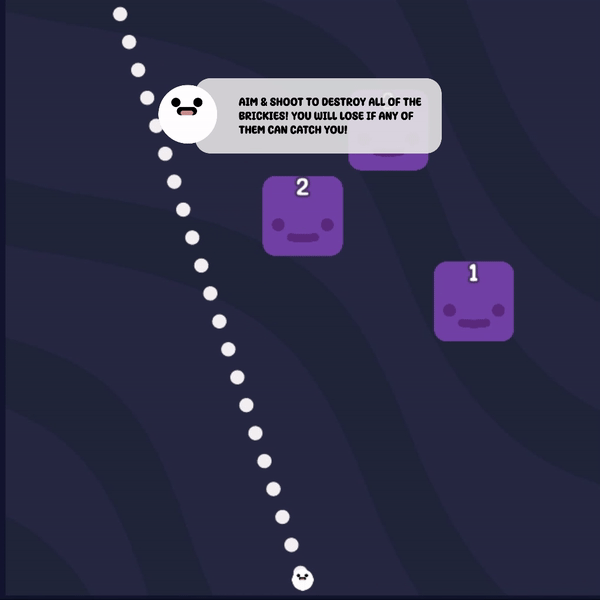 AIM & SHOOT TO DESTROY ALL OF THE
BRICKIES! YOU WILL LOSE IF ANY OF
THEM CAN CATCH YOU!
2
1